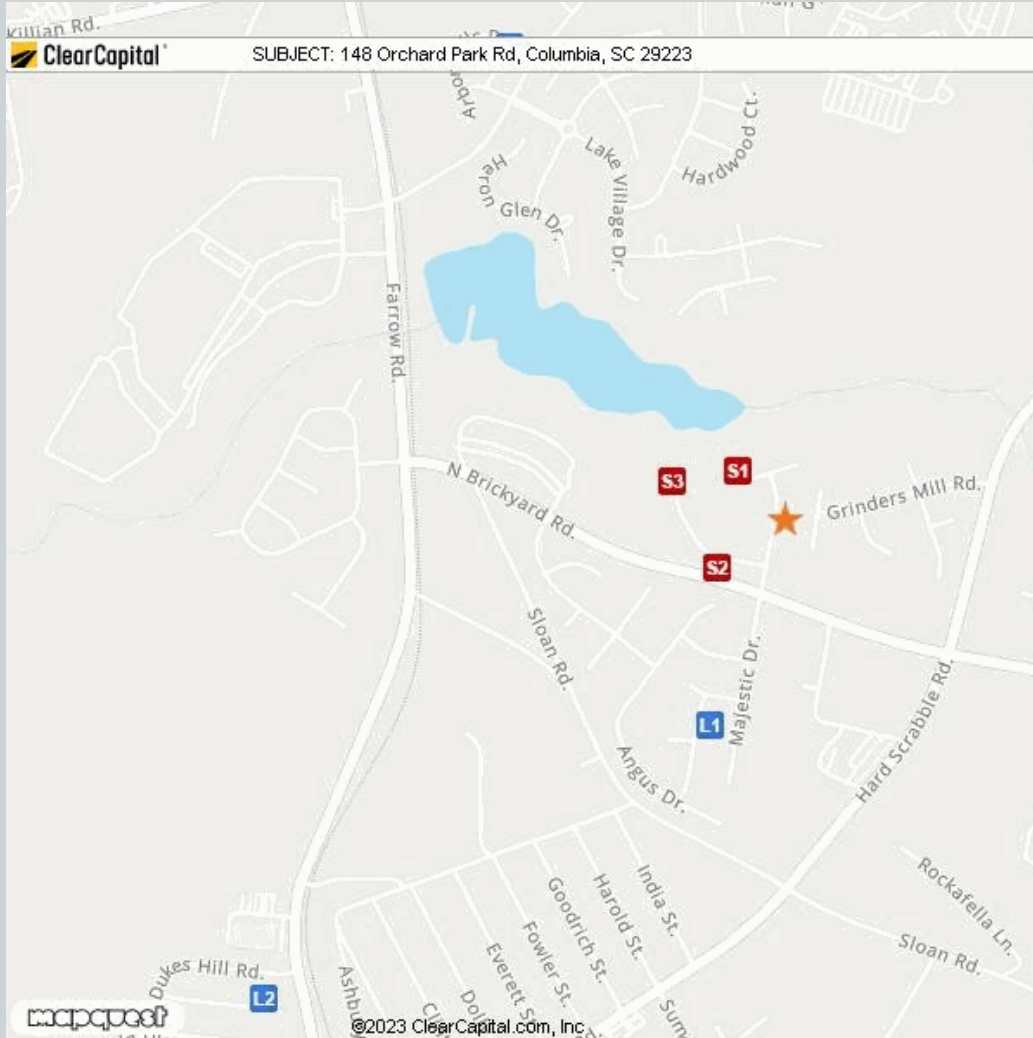 Killian Rd.
ClearCapital
SUBJECT: 148 Orchard Park Rd, Columbia, SC 29223
Hardwood Ct.
Lake Village Dr.
Heron Glen Dr.
Farrow Rd.
N Brickyard Rd.
S3
S1
Grinders Mill Rd.
S2
Sloan Rd.
Majestic Dr.
L1
Angus Dr.
Hard Scrabble Rd.
Rockafella Ln.
India St.
Harold St.
Goodrich St.
Fowler St.
Everett St
Sloan Rd.
Dukes Hill Rd.
L2
mapquest
©2023 ClearCapital.com, Inc